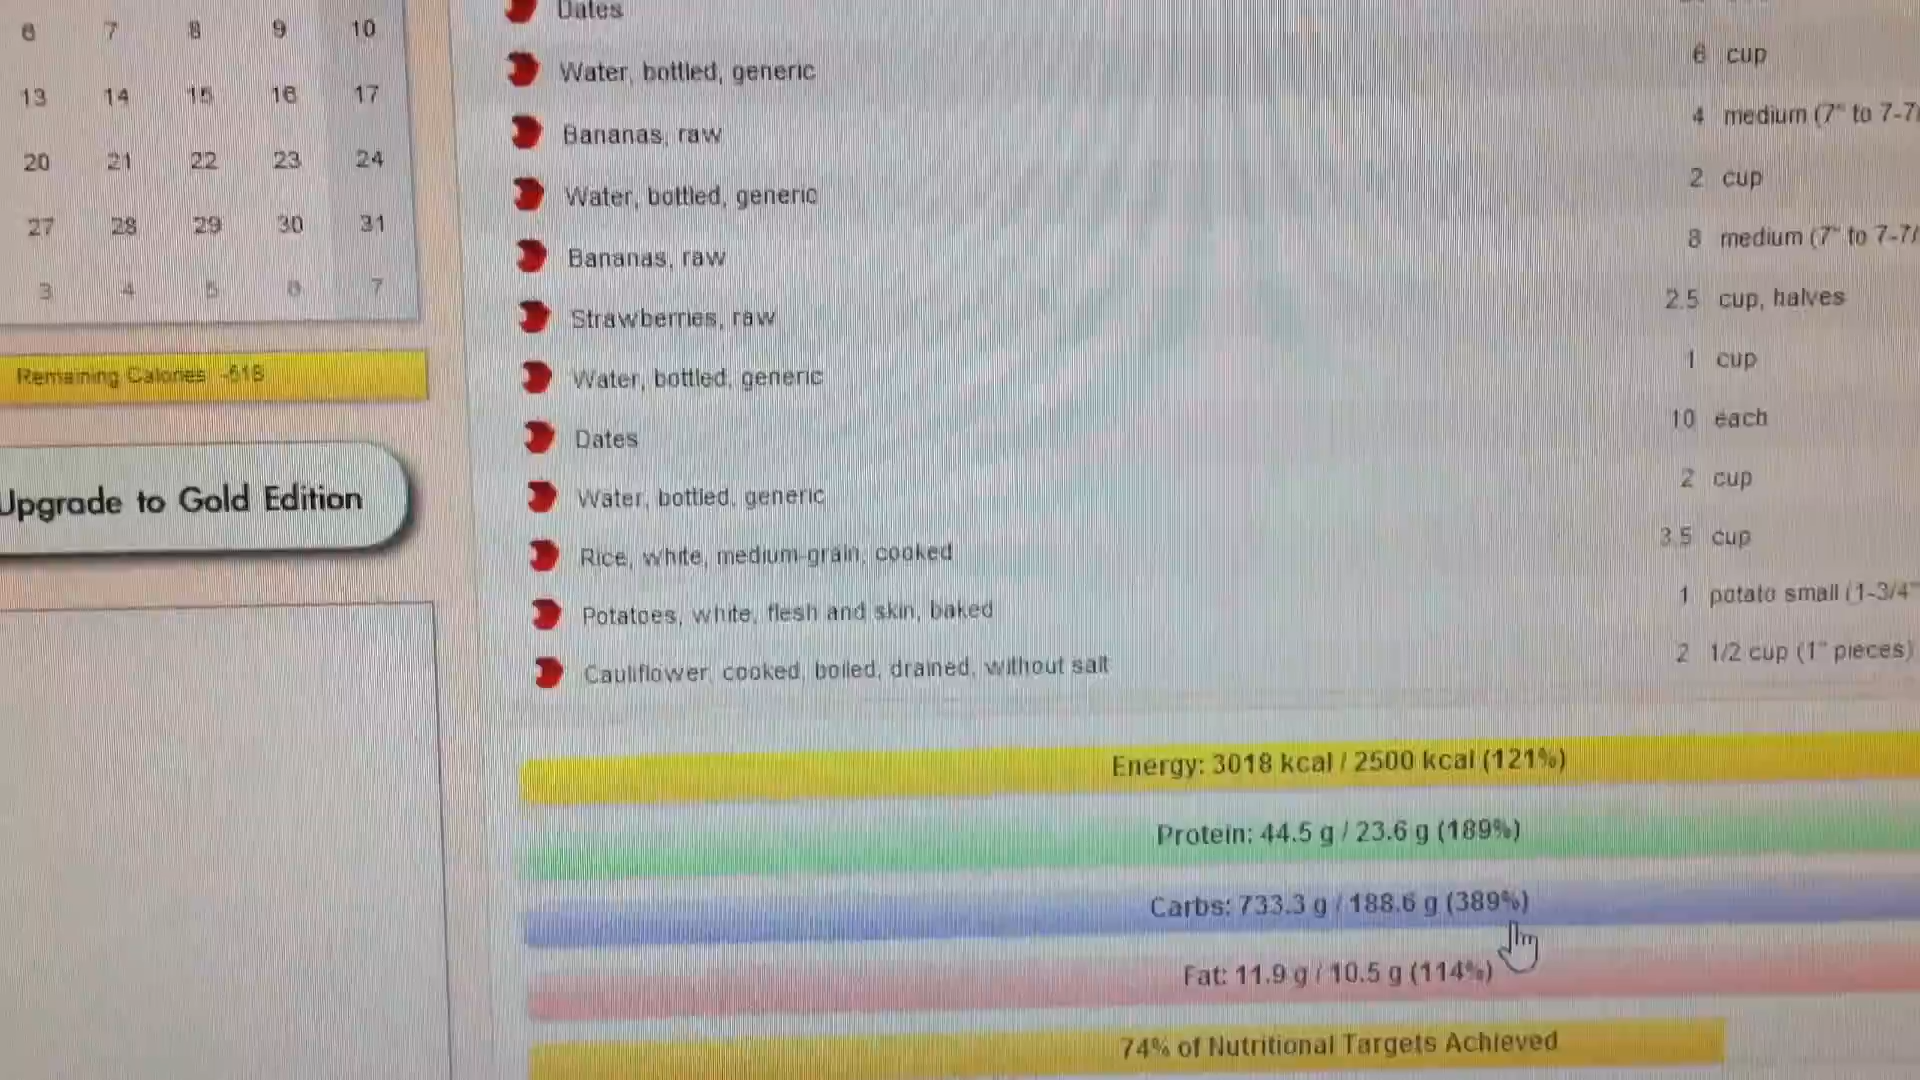 6 7 8 9 10
13 14 15 16 17
20 21 22 23 24
27 28 29 30 31
3 4 5 6 7
Remaining Calories -518
Upgrade to Gold Edition
Dates
Water, bottled, generic 6 cup
Bananas, raw 4 medium (7" to 7-7/
Water, bottled, generic 2 cup
Bananas, raw 8 medium (7" to 7-7/
Strawberries, raw 2.5 cup, halves
Water, bottled, generic 1 cup
Dates 10 each
Water, bottled, generic 2 cup
Rice, white, medium-grain, cooked 3.5 cup
Potatoes, white, flesh and skin, baked 1 potato small (1-3/4"
Cauliflower, cooked, boiled, drained, without salt 2 1/2 cup (1" pieces)
Energy: 3018 kcal / 2500 kcal (121%)
Protein: 44.5 g / 23.6 g (189%)
Carbs: 733.3 g / 188.6 g (389%)
Fat: 11.9 g / 10.5 g (114%)
74% of Nutritional Targets Achieved